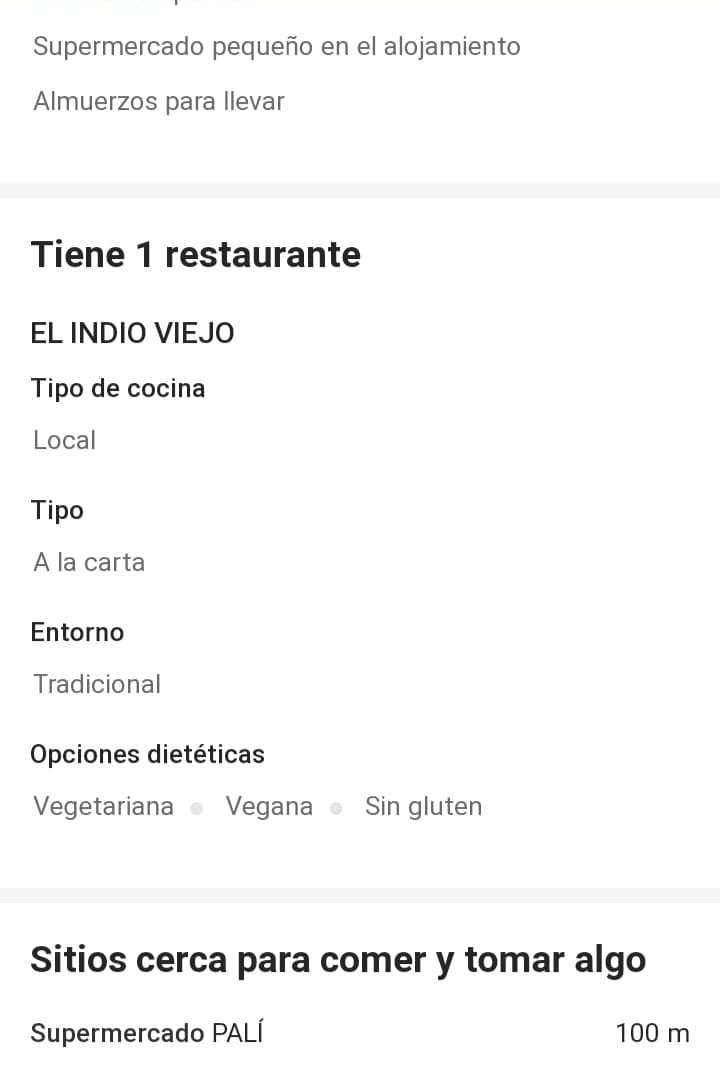 Supermercado pequeño en el alojamiento
Almuerzos para llevar
Tiene 1 restaurante
EL INDIO VIEJO
Tipo de cocina
Local
Tipo
A la carta
Entorno
Tradicional
Opciones dietéticas
Vegetariana Vegana Sin gluten
Sitios cerca para comer y tomar algo
Supermercado PALÍ 100 m